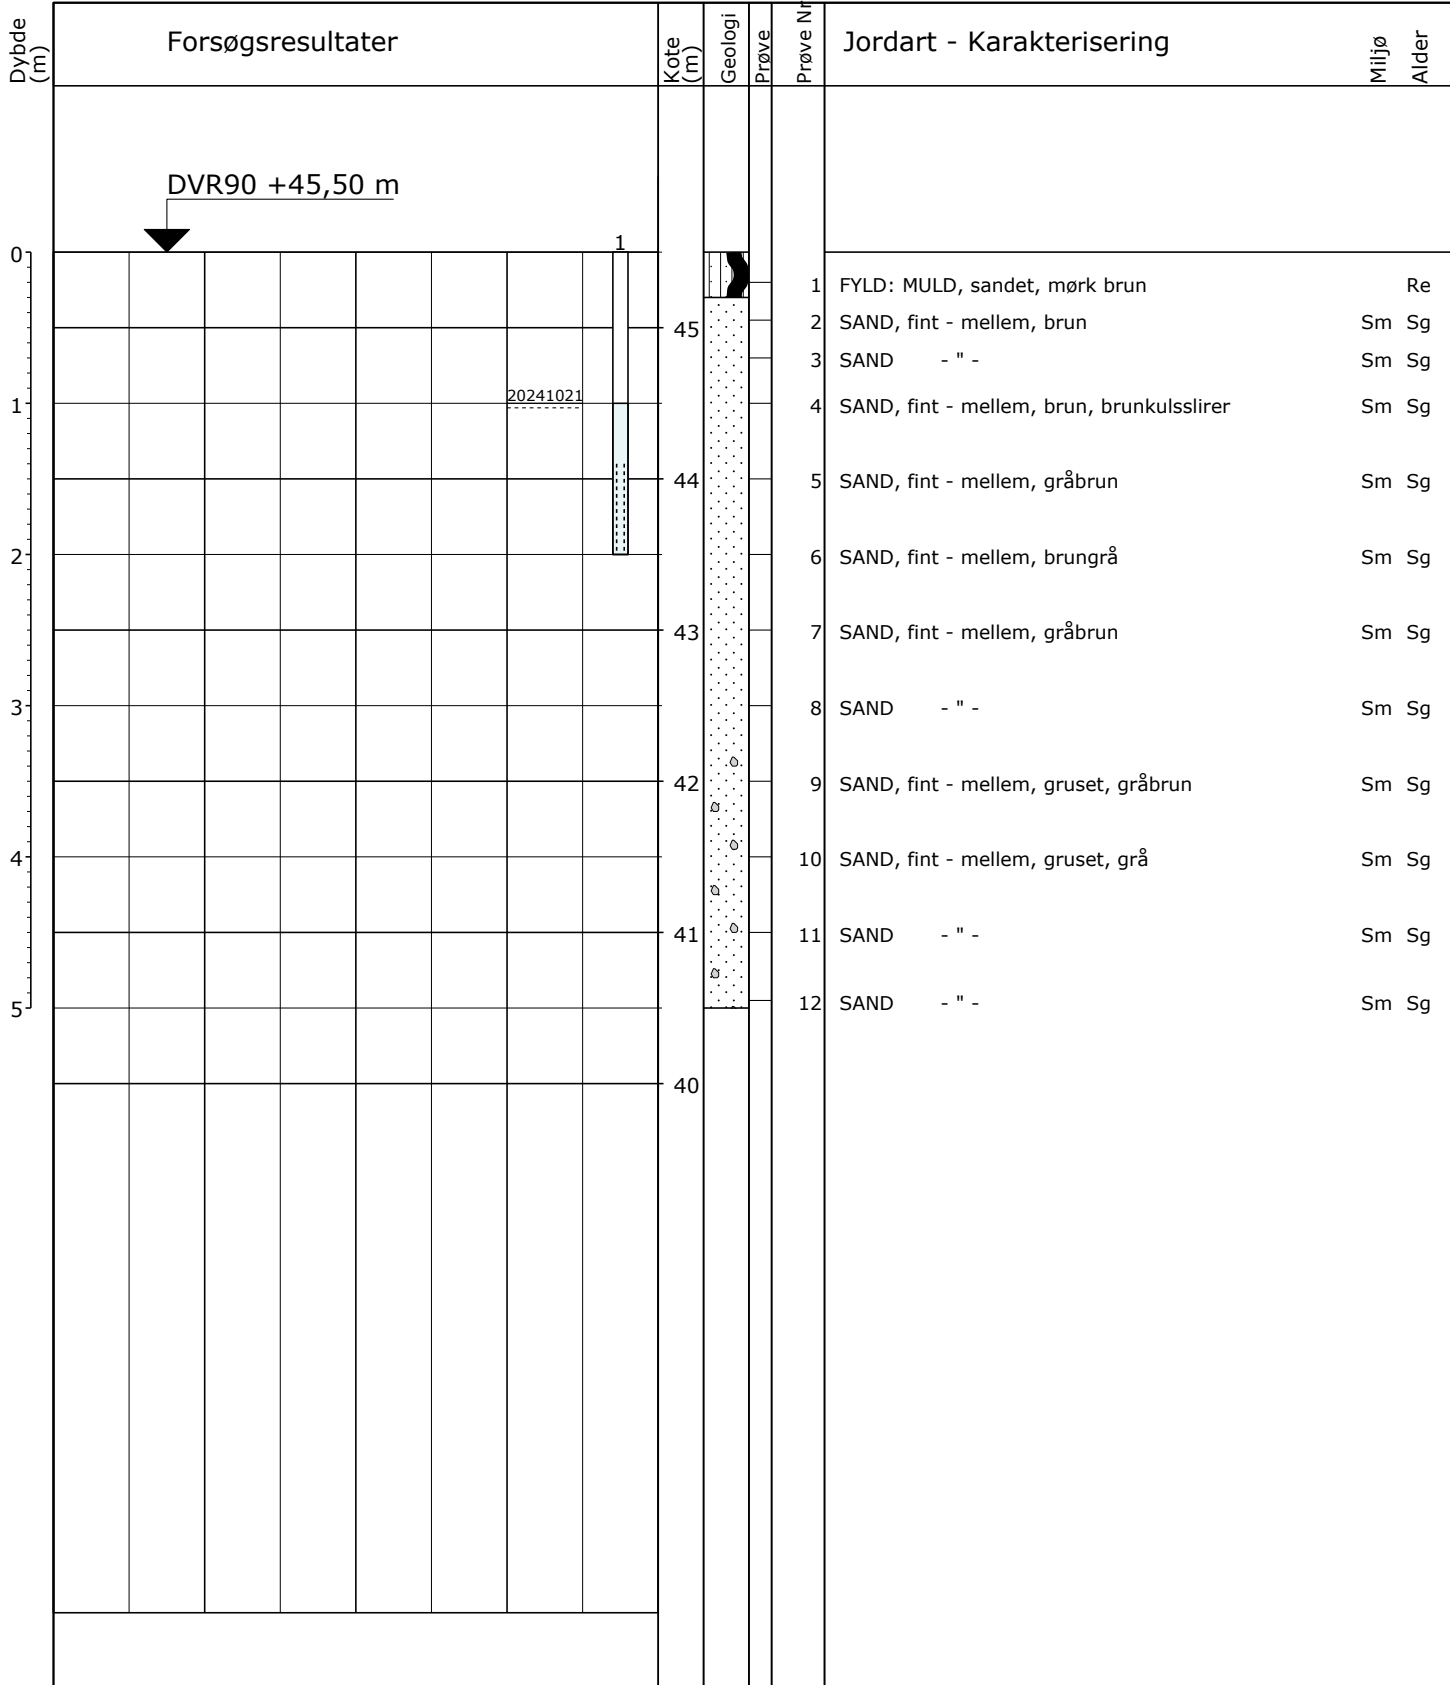 Dybde (m)
Forsøgsresultater
Kote (m)
Geologi
Prøve
Prøve Nr
Jordart - Karakterisering
Miljø
Alder
DVR90 +45,50 m
1
0
1 FYLD: MULD, sandet, mørk brun Re
45 2 SAND, fint - mellem, brun Sm Sg
3 SAND - " - Sm Sg
20241021
1 4 SAND, fint - mellem, brun, brunkulsslirer Sm Sg
44 5 SAND, fint - mellem, gråbrun Sm Sg
2 6 SAND, fint - mellem, brungrå Sm Sg
43 7 SAND, fint - mellem, gråbrun Sm Sg
3 8 SAND - " - Sm Sg
42 9 SAND, fint - mellem, gruset, gråbrun Sm Sg
4 10 SAND, fint - mellem, gruset, grå Sm Sg
41 11 SAND - " - Sm Sg
5 12 SAND - " - Sm Sg
40